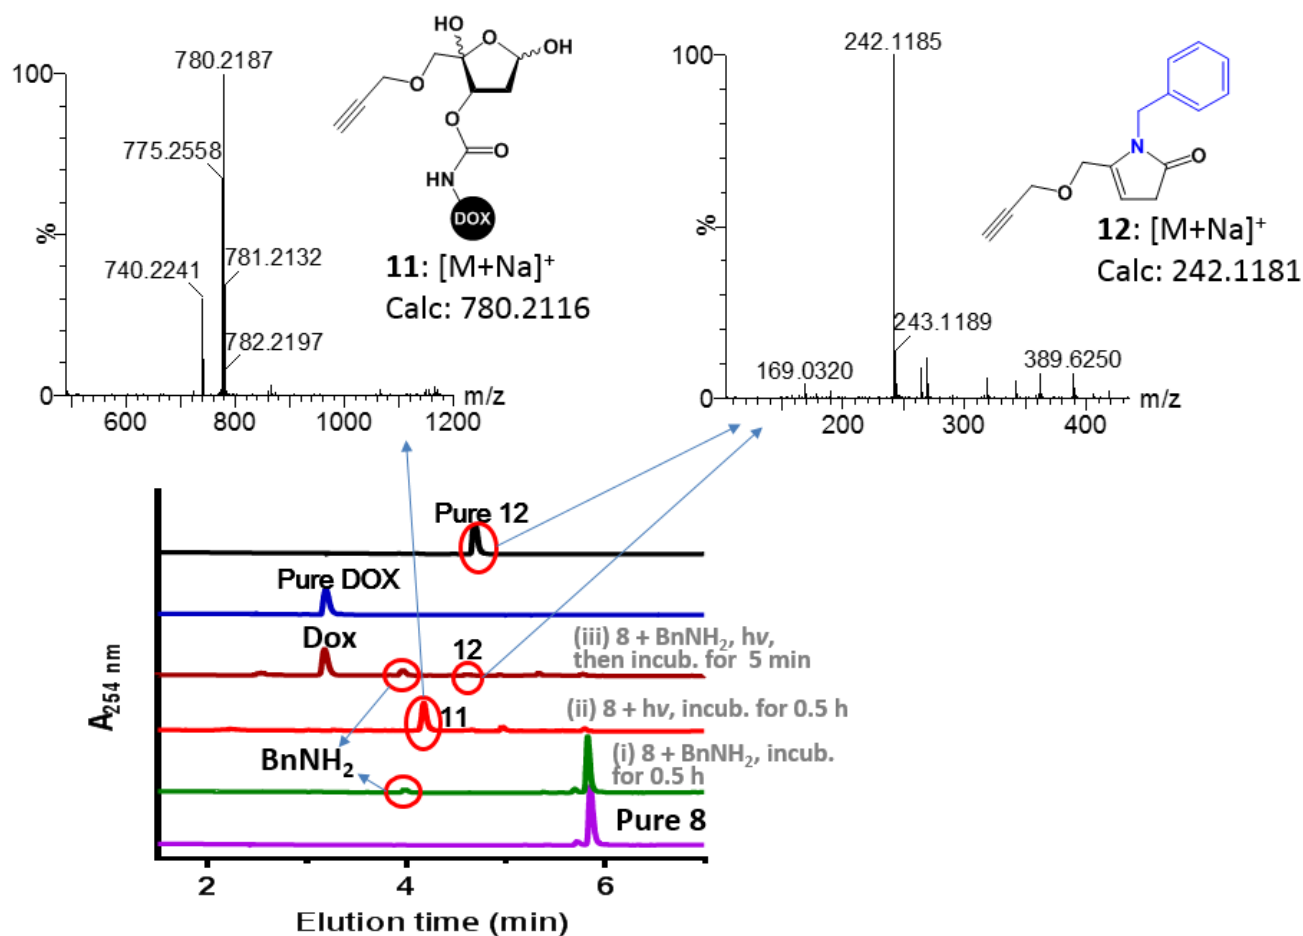 100
%
0
780.2187
775.2558
740.2241
781.2132
782.2197
600
800
1000
1200
m/z
HO
O
OH
O
O
O
HN
DOX
11: [M+Na]⁺
Calc: 780.2116
100
%
0
242.1185
243.1189
169.0320
389.6250
200
300
400
m/z
N
O
O
12: [M+Na]⁺
Calc: 242.1181
Pure 12
Pure DOX
Dox
12
(iii) 8 + BnNH₂, hν,
then incub. for 5 min
11
(ii) 8 + hν, incub. for 0.5 h
BnNH₂
(i) 8 + BnNH₂, incub.
for 0.5 h
Pure 8
A254 nm
2
4
6
Elution time (min)